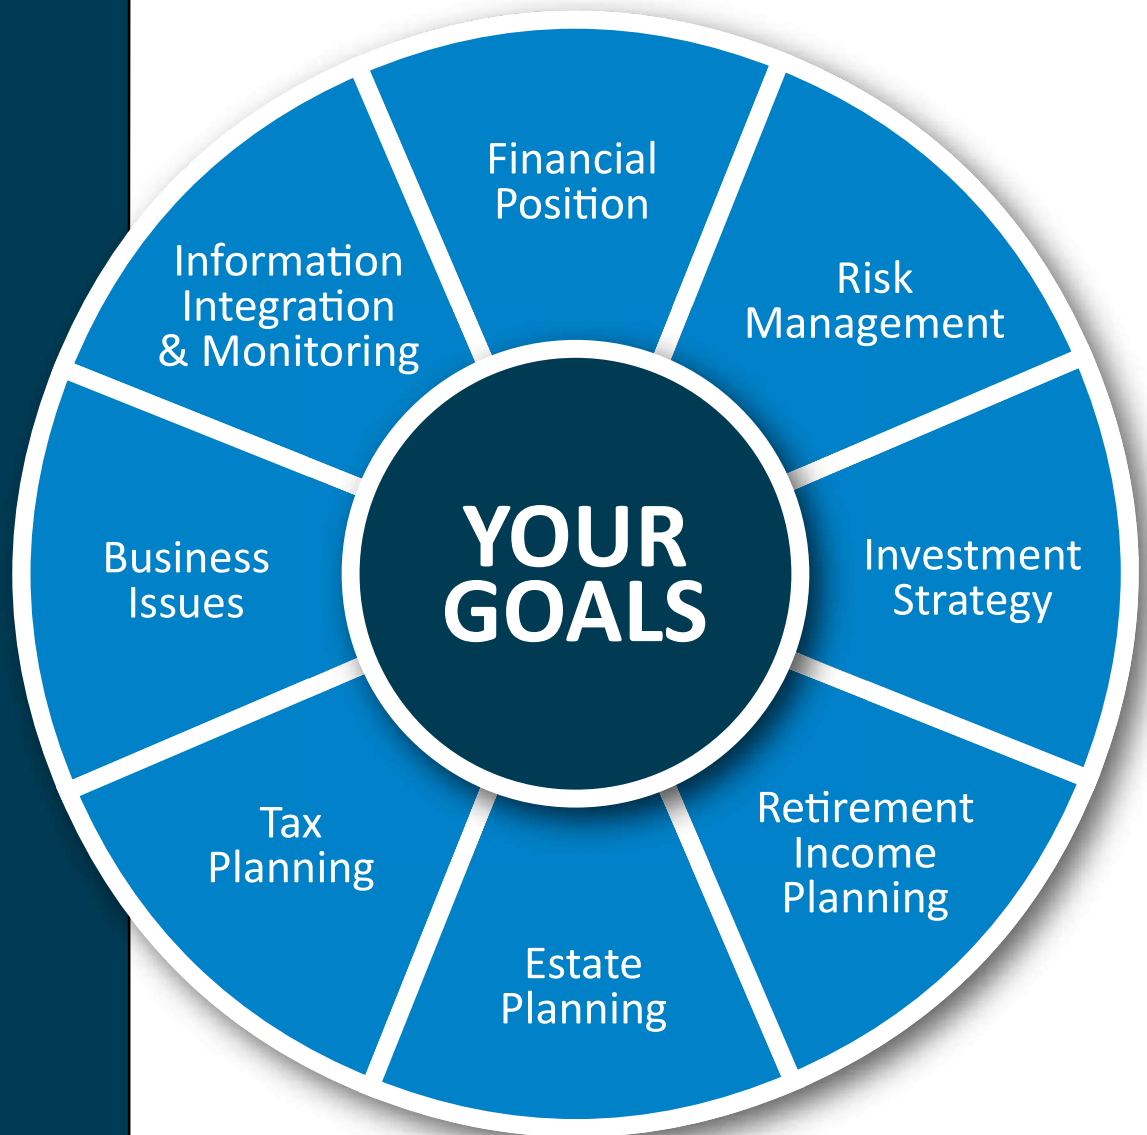 Financial
Position
Risk
Management
Investment
Strategy
Retirement
Income
Planning
Estate
Planning
Tax
Planning
Business
Issues
Information
Integration
& Monitoring
YOUR
GOALS